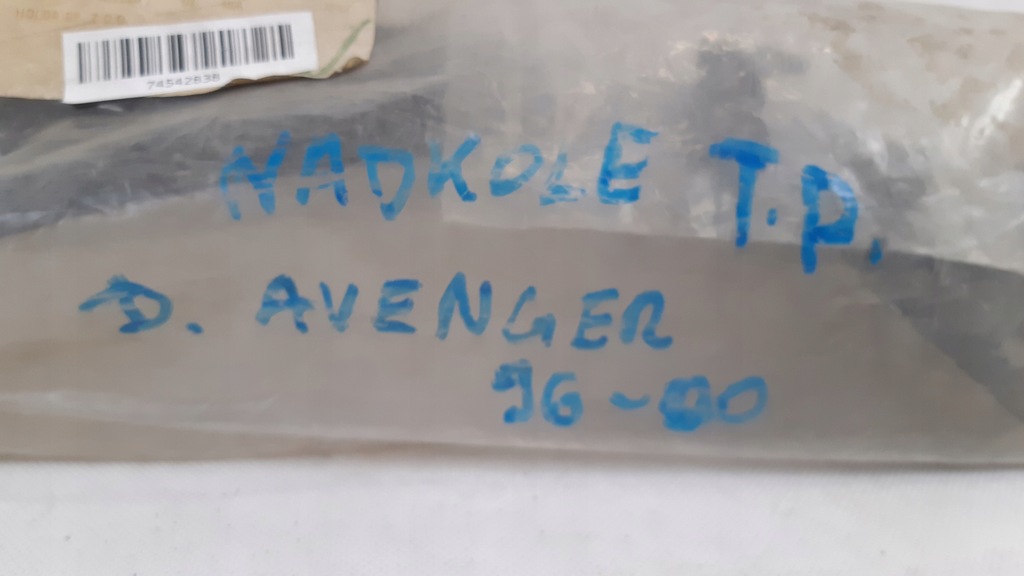 74542838
NADKOLE T.P.
D. AVENGER
96-00